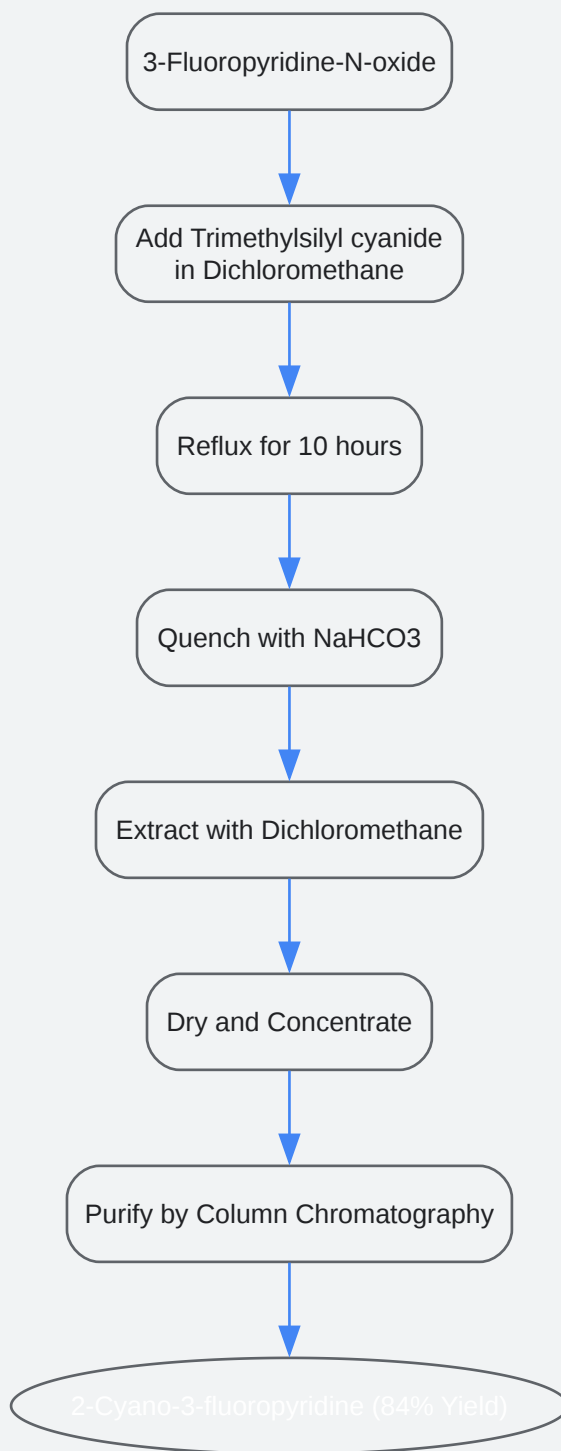 3-Fluoropyridine-N-oxide
Add Trimethylsilyl cyanide
in Dichloromethane
Reflux for 10 hours
Quench with NaHCO3
Extract with Dichloromethane
Dry and Concentrate
Purify by Column Chromatography
2-Cyano-3-fluoropyridine (84% Yield)